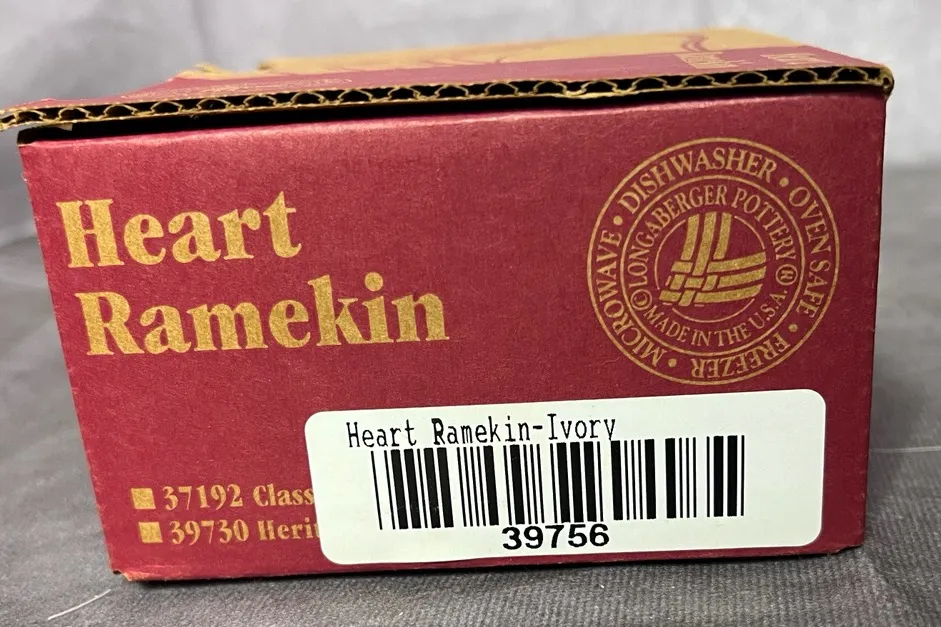 Heart
Ramekin
MICROWAVE • DISHWASHER • OVEN SAFE • FREEZER •
LONGABERGER POTTERY®
© MADE IN THE U.S.A.
Heart Ramekin-Ivory
39756
37192 Class
39730 Herit